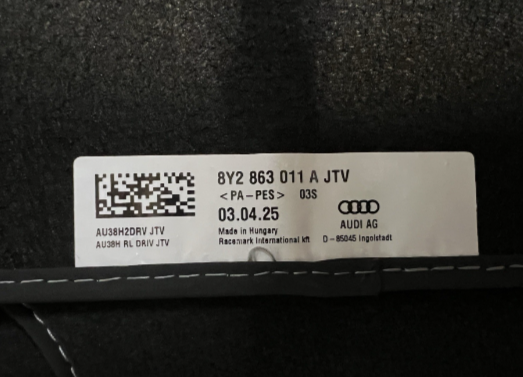 8Y2 863 011 A JTV
<PA-PES> 03S
03.04.25
Made in Hungary
Racemark International kft
AUDI AG
D-85045 Ingolstadt
AU38H2DRV JTV
AU38H RL DRIV JTV